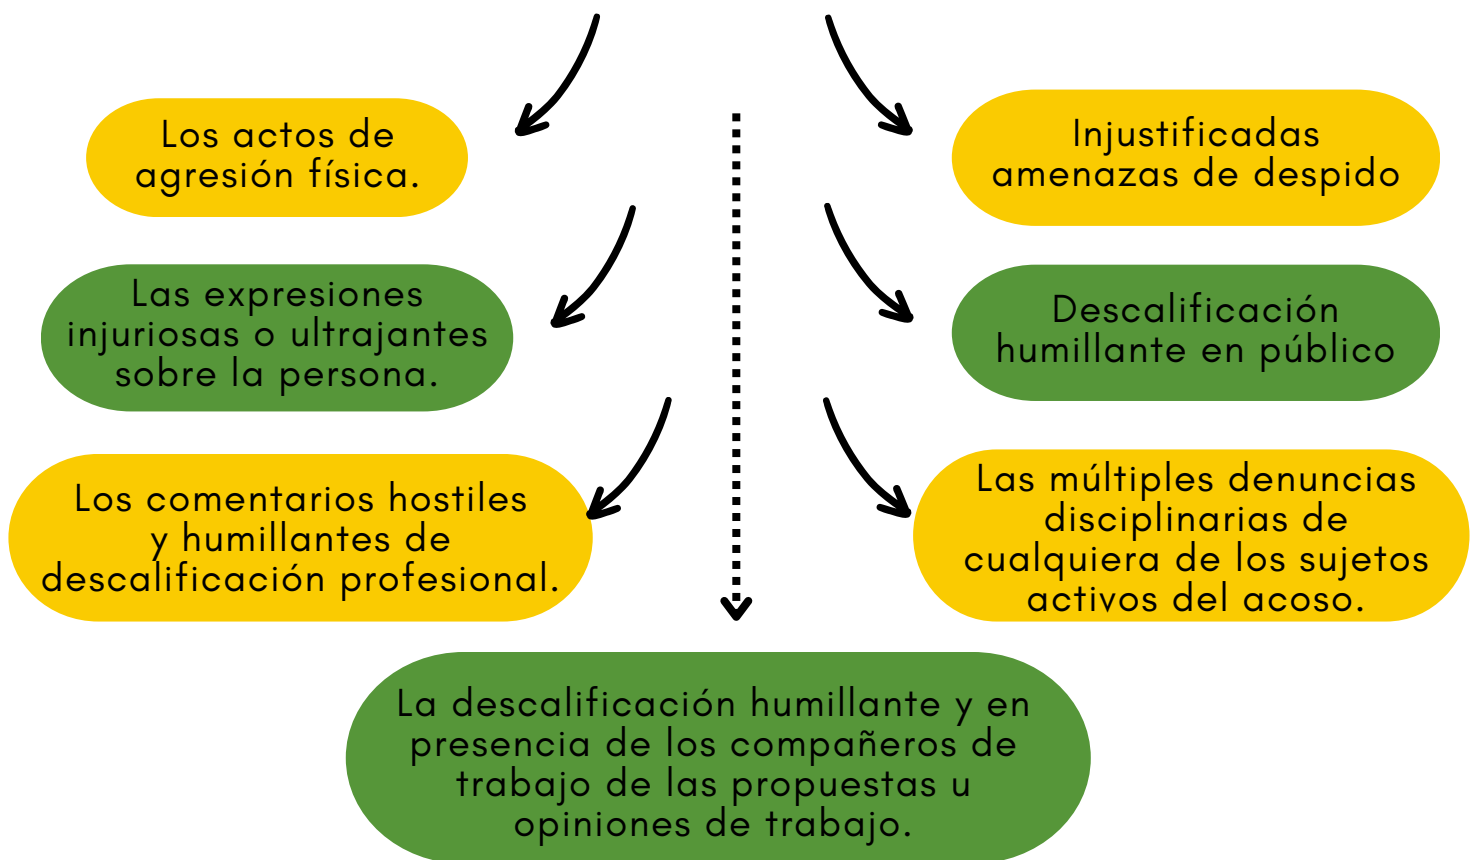 Los actos de
agresión física.
Injustificadas
amenazas de despido
Las expresiones
injuriosas o ultrajantes
sobre la persona.
Descalificación
humillante en público
Los comentarios hostiles
y humillantes de
descalificación profesional.
Las múltiples denuncias
disciplinarias de
cualquiera de los sujetos
activos del acoso.
La descalificación humillante y en
presencia de los compañeros de
trabajo de las propuestas u
opiniones de trabajo.